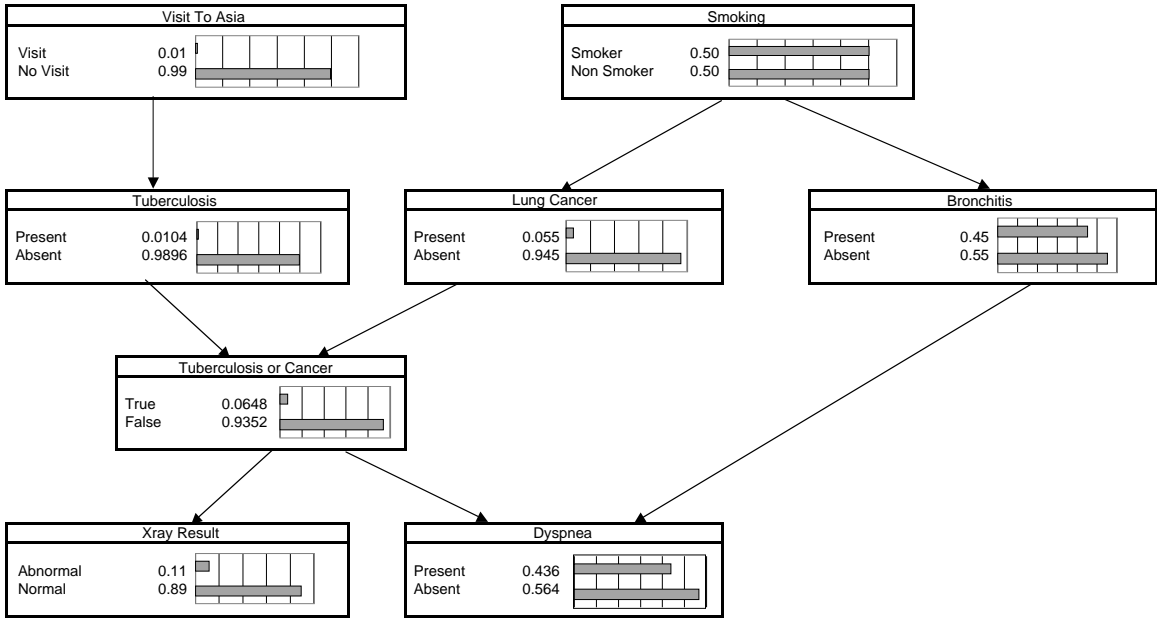 Visit To Asia
Visit 0.01
No Visit 0.99
Smoking
Smoker 0.50
Non Smoker 0.50
Tuberculosis
Present 0.0104
Absent 0.9896
Lung Cancer
Present 0.055
Absent 0.945
Bronchitis
Present 0.45
Absent 0.55
Tuberculosis or Cancer
True 0.0648
False 0.9352
Xray Result
Abnormal 0.11
Normal 0.89
Dyspnea
Present 0.436
Absent 0.564